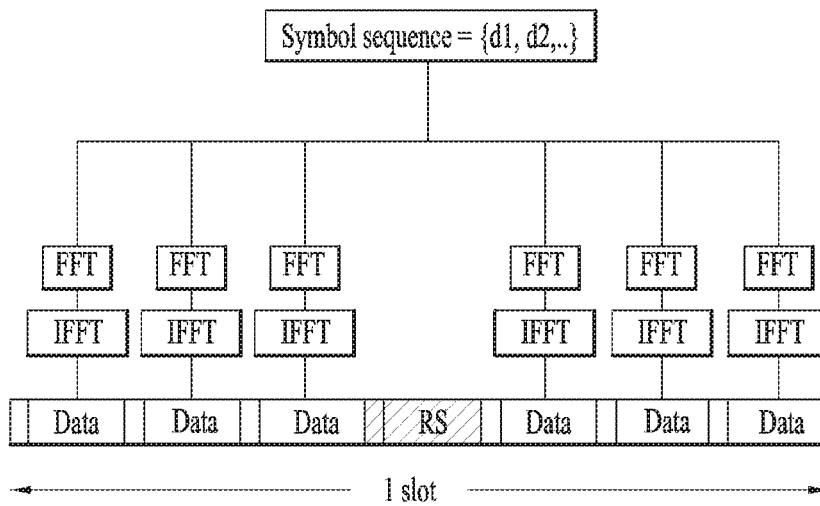 Symbol sequence = {d1, d2,..}
FFT FFT FFT FFT FFT FFT
IFFT IFFT IFFT IFFT IFFT IFFT
Data Data Data RS Data Data Data
1 slot